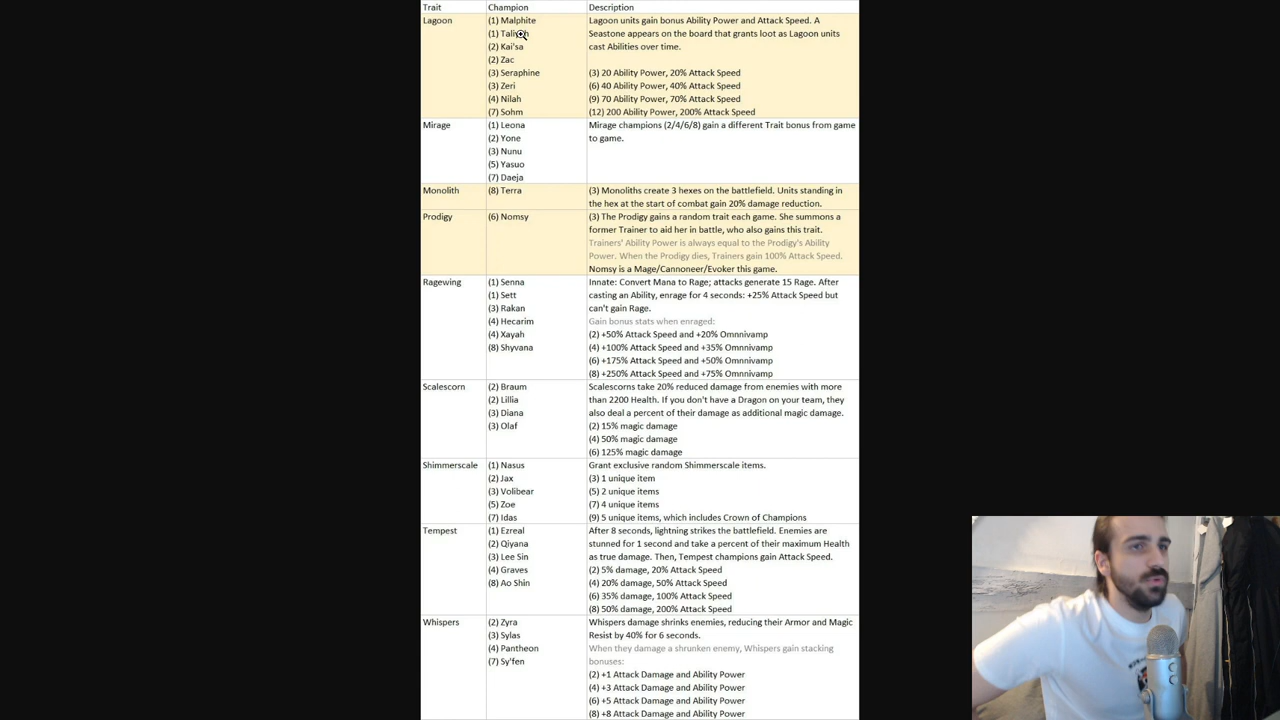 Trait Champion Description
Lagoon (1) Malphite Lagoon units gain bonus Ability Power and Attack Speed. A
(1) Taliyah Seastone appears on the board that grants loot as Lagoon units
(2) Kai'sa cast Abilities over time.
(2) Zac
(3) Seraphine (3) 20 Ability Power, 20% Attack Speed
(3) Zeri (6) 40 Ability Power, 40% Attack Speed
(4) Nilah (9) 70 Ability Power, 70% Attack Speed
(7) Sohm (12) 200 Ability Power, 200% Attack Speed
Mirage (1) Leona Mirage champions (2/4/6/8) gain a different Trait bonus from game
(2) Yone to game.
(3) Nunu
(5) Yasuo
(7) Daeja
Monolith (8) Terra (3) Monoliths create 3 hexes on the battlefield. Units standing in
the hex at the start of combat gain 20% damage reduction.
Prodigy (6) Nomsy (3) The Prodigy gains a random trait each game. She summons a
former Trainer to aid her in battle, who also gains this trait.
Trainers' Ability Power is always equal to the Prodigy's Ability
Power. When the Prodigy dies, Trainers gain 100% Attack Speed.
Nomsy is a Mage/Cannoneer/Evoker this game.
Ragewing (1) Senna Innate: Convert Mana to Rage; attacks generate 15 Rage. After
(1) Sett casting an Ability, enrage for 4 seconds: +25% Attack Speed but
(3) Rakan can't gain Rage.
(4) Hecarim Gain bonus stats when enraged:
(4) Xayah (2) +50% Attack Speed and +20% Omnnivamp
(8) Shyvana (4) +100% Attack Speed and +35% Omnnivamp
(6) +175% Attack Speed and +50% Omnnivamp
(8) +250% Attack Speed and +75% Omnnivamp
Scalescorn (2) Braum Scalescorns take 20% reduced damage from enemies with more
(2) Lillia than 2200 Health. If you don't have a Dragon on your team, they
(3) Diana also deal a percent of their damage as additional magic damage.
(3) Olaf (2) 15% magic damage
(4) 50% magic damage
(6) 125% magic damage
Shimmerscale (1) Nasus Grant exclusive random Shimmerscale items.
(2) Jax (3) 1 unique item
(3) Volibear (5) 2 unique items
(5) Zoe (7) 4 unique items
(7) Idas (9) 5 unique items, which includes Crown of Champions
Tempest (1) Ezreal After 8 seconds, lightning strikes the battlefield. Enemies are
(2) Qiyana stunned for 1 second and take a percent of their maximum Health
(3) Lee Sin as true damage. Then, Tempest champions gain Attack Speed.
(4) Graves (2) 5% damage, 20% Attack Speed
(8) Ao Shin (4) 20% damage, 50% Attack Speed
(6) 35% damage, 100% Attack Speed
(8) 50% damage, 200% Attack Speed
Whispers (2) Zyra Whispers damage shrinks enemies, reducing their Armor and Magic
(3) Sylas Resist by 40% for 6 seconds.
(4) Pantheon When they damage a shrunken enemy, Whispers gain stacking
(7) Sy'fen bonuses:
(2) +1 Attack Damage and Ability Power
(4) +3 Attack Damage and Ability Power
(6) +5 Attack Damage and Ability Power
(8) +8 Attack Damage and Ability Power